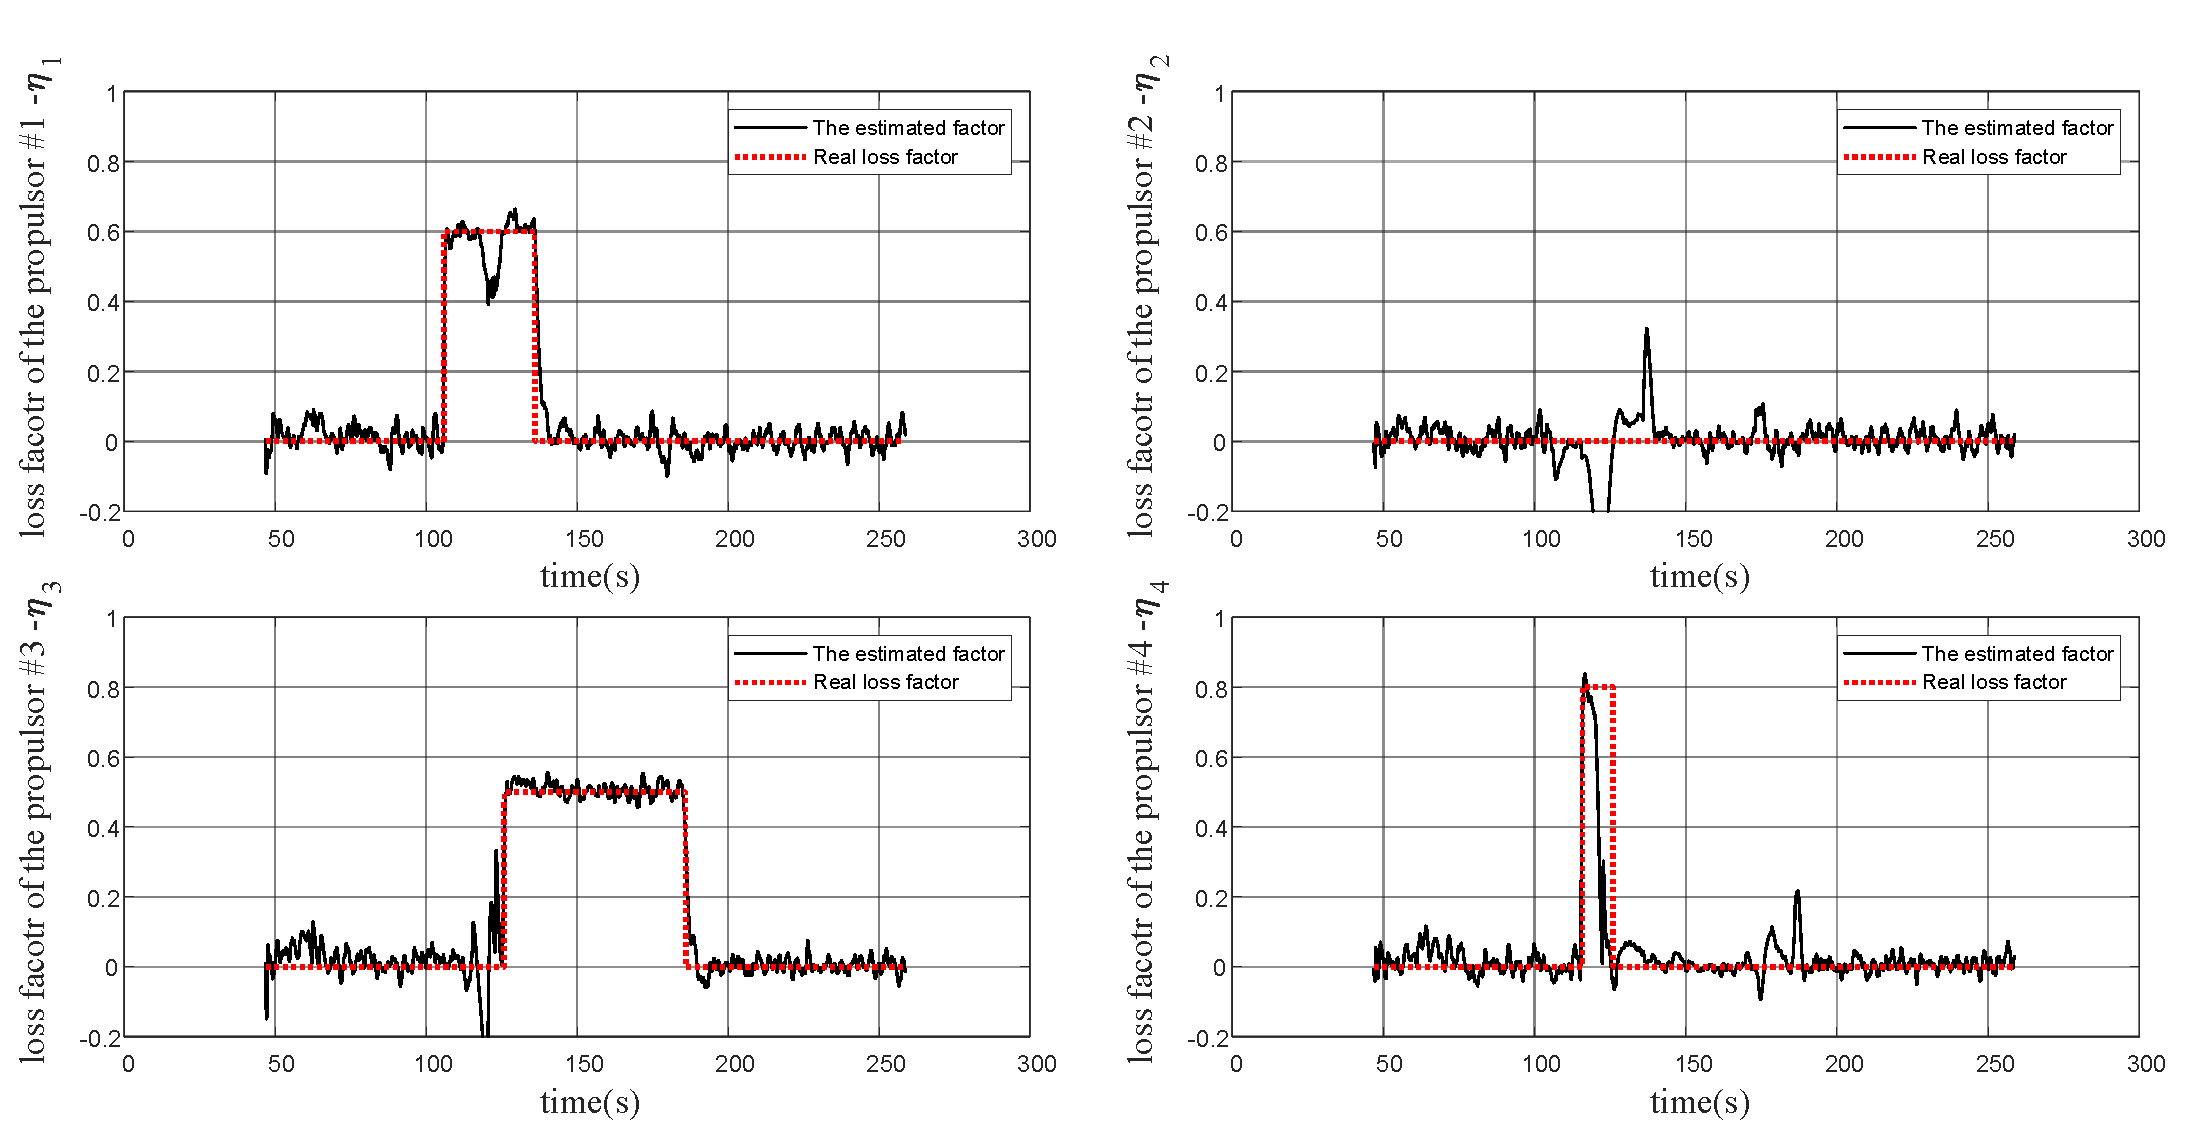 loss facotr of the propulsor #1 -η1
1
0.8
0.6
0.4
0.2
0
-0.2
0 50 100 150 200 250 300
time(s)
The estimated factor
Real loss factor
loss facotr of the propulsor #2 -η2
1
0.8
0.6
0.4
0.2
0
-0.2
0 50 100 150 200 250 300
time(s)
The estimated factor
Real loss factor
loss facotr of the propulsor #3 -η3
1
0.8
0.6
0.4
0.2
0
-0.2
0 50 100 150 200 250 300
time(s)
The estimated factor
Real loss factor
loss facotr of the propulsor #4 -η4
1
0.8
0.6
0.4
0.2
0
-0.2
0 50 100 150 200 250 300
time(s)
The estimated factor
Real loss factor